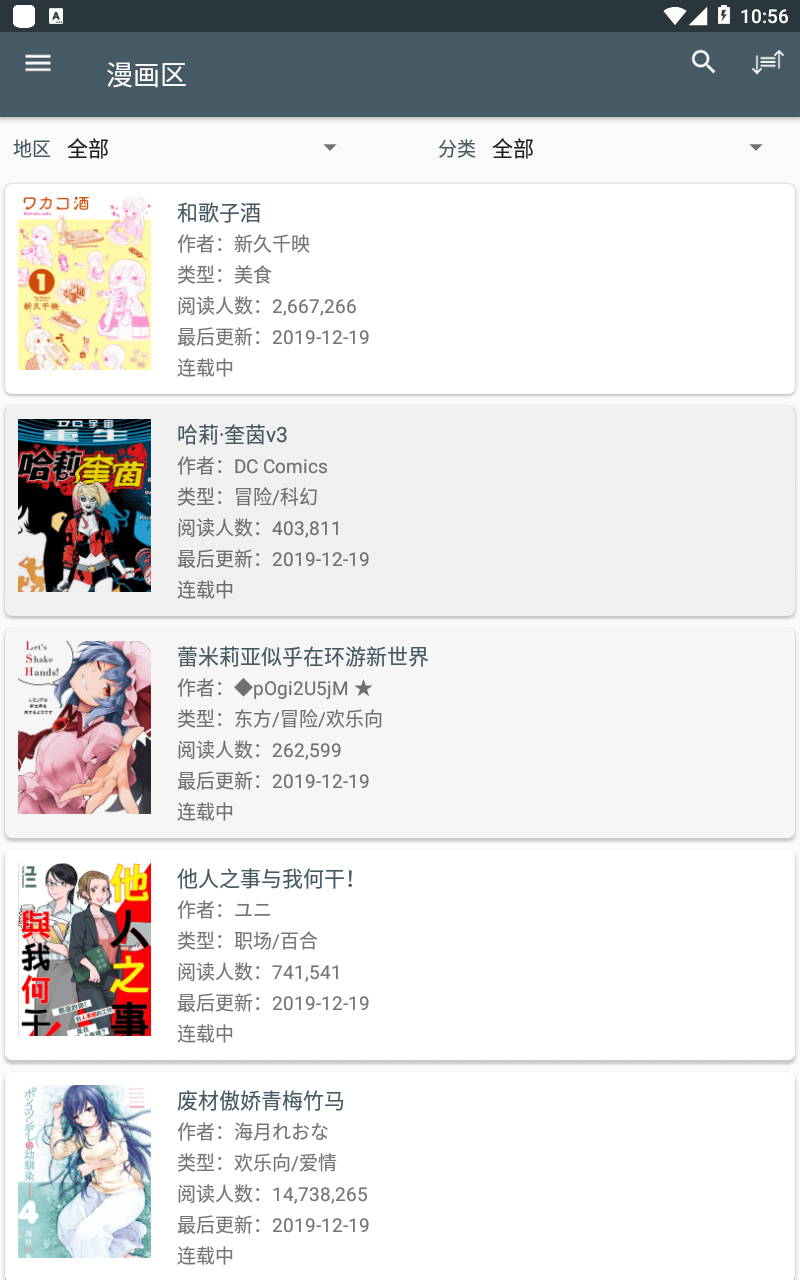 10:56
漫画区
地区 全部 分类 全部
ワカコ酒
1
新久千映
和歌子酒
作者：新久千映
类型：美食
阅读人数：2,667,266
最后更新：2019-12-19
连载中
DC宇宙
重生
哈莉
奎茵
哈莉·奎茵v3
作者：DC Comics
类型：冒险/科幻
阅读人数：403,811
最后更新：2019-12-19
连载中
Let's
Shake
Hands!
蕾米莉亚似乎在环游新世界
作者：◆pOgi2U5jM ★
类型：东方/冒险/欢乐向
阅读人数：262,599
最后更新：2019-12-19
连载中
他
人
之
事
與
我
何
干
他人之事与我何干！
作者：ユニ
类型：职场/百合
阅读人数：741,541
最后更新：2019-12-19
连载中
ポンコツンデレな幼馴染
4
废材傲娇青梅竹马
作者：海月れおな
类型：欢乐向/爱情
阅读人数：14,738,265
最后更新：2019-12-19
连载中